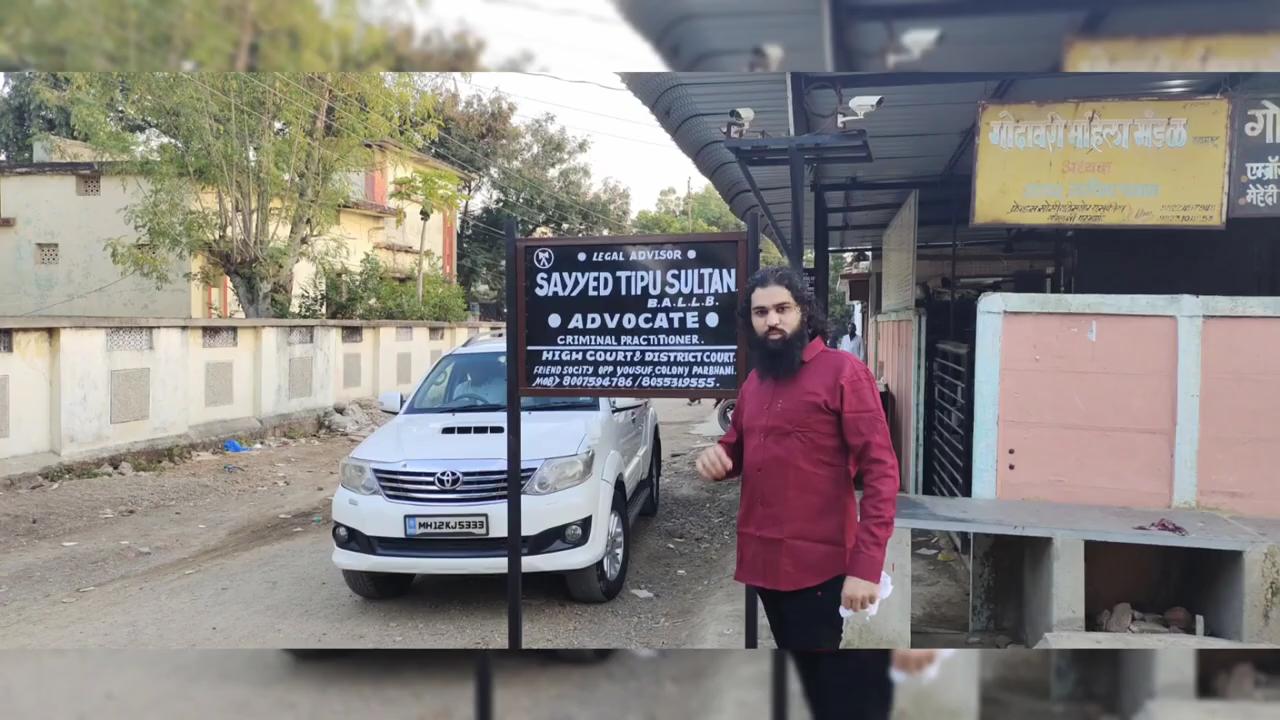 LEGAL ADVISOR
SAYYED TIPU SULTAN
B.A.L.L.B.
ADVOCATE
CRIMINAL PRACTITIONER.
HIGH COURT & DISTRICT COURT.
FRIEND SOCITY OPP YOUSUF COLONY PARBHANI.
MOB> 8007594786 / 8055319555.
MH12KJ5333
गोदावरी महिला मंडळ
अध्यक्षा
गो
एम्ब्रॉ
मेहंदी